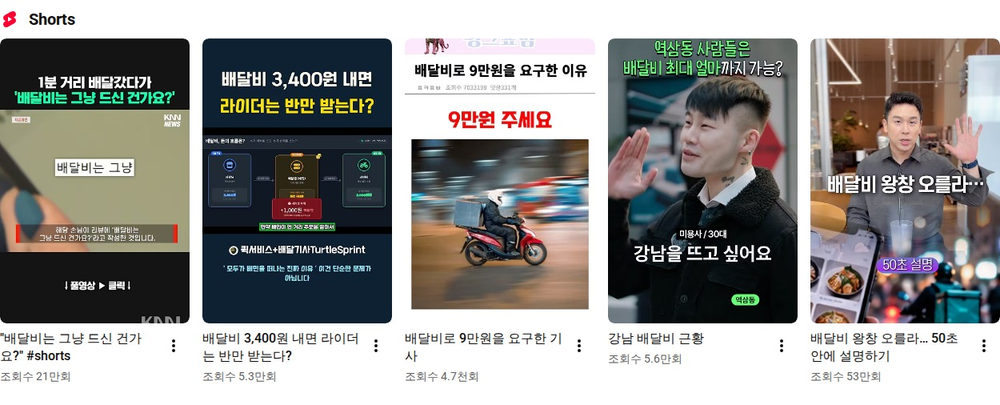 Shorts
1분 거리 배달갔다가
'배달비는 그냥 드신 건가요?'
KNN
NEWS
배달비는 그냥
해당 손님이 리뷰에 '배달비는
그냥 드신 건가요?'라고 작성한 것입니다.
↓풀영상 ▶ 클릭↓
KNN
"배달비는 그냥 드신 건가
요?" #shorts
조회수 21만회
배달비 3,400원 내면
라이더는 반만 받는다?
퀵서비스+배달기사TurtleSprint
' 모두가 배민을 떠나는 진짜 이유 ' 이건 단순한 문제가
아닙니다
배달비 3,400원 내면 라이더
는 반만 받는다?
조회수 5.3만회
배달비로 9만원을 요구한 이유
9만원 주세요
배달비로 9만원을 요구한 기
사
조회수 4.7천회
역삼동 사람들은
배달비 최대 얼마까지 가능?
미용사 / 30대
강남을 뜨고 싶어요
역삼동
강남 배달비 근황
조회수 5.6만회
배달비 왕창 오를라…
50초 설명
배달비 왕창 오를라... 50초
안에 설명하기
조회수 53만회